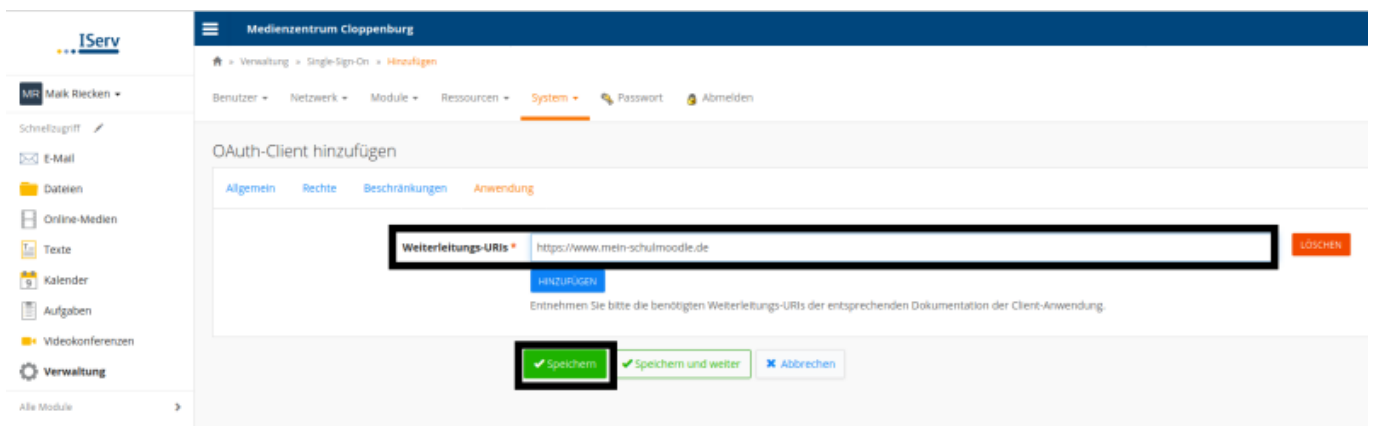 IServ
Medienzentrum Cloppenburg
Verwaltung » Single-Sign-On » Hinzufügen
MR Maik Riecken
Benutzer Netzwerk Module Ressourcen System Passwort Abmelden
Schnellzugriff
E-Mail
Dateien
Online-Medien
Texte
Kalender
Aufgaben
Videokonferenzen
Verwaltung
Alle Module
OAuth-Client hinzufügen
Allgemein Rechte Beschränkungen Anwendung
Weiterleitungs-URIs * https://www.mein-schulmoodle.de LÖSCHEN
HINZUFÜGEN
Entnehmen Sie bitte die benötigten Weiterleitungs-URIs der entsprechenden Dokumentation der Client-Anwendung.
Speichern Speichern und weiter Abbrechen